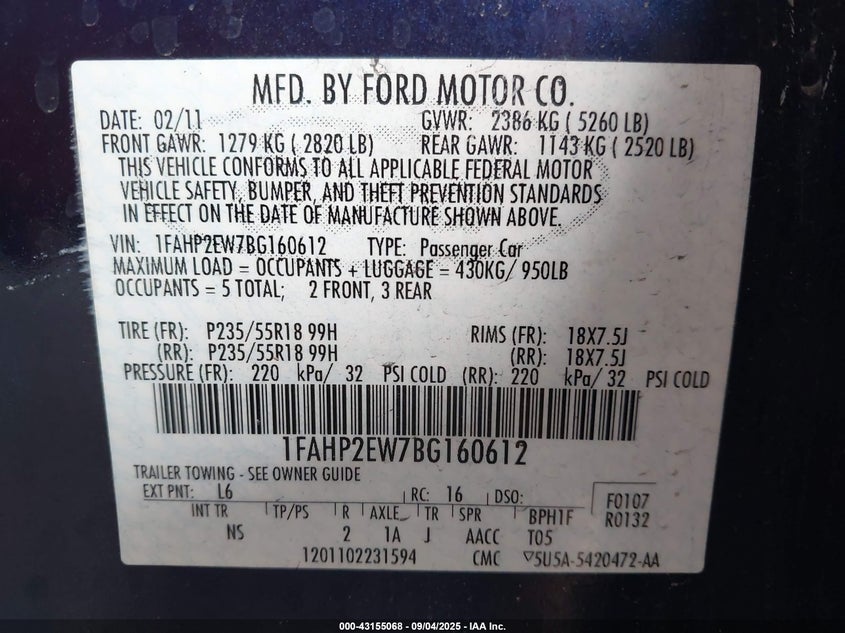 MFD. BY FORD MOTOR CO.
DATE: 02/11 GVWR: 2386 KG ( 5260 LB)
FRONT GAWR: 1279 KG ( 2820 LB) REAR GAWR: 1143 KG ( 2520 LB)
THIS VEHICLE CONFORMS TO ALL APPLICABLE FEDERAL MOTOR
VEHICLE SAFETY, BUMPER, AND THEFT PREVENTION STANDARDS
IN EFFECT ON THE DATE OF MANUFACTURE SHOWN ABOVE.
VIN: 1FAHP2EW7BG160612 TYPE: Passenger Car
MAXIMUM LOAD = OCCUPANTS + LUGGAGE = 430KG/ 950LB
OCCUPANTS = 5 TOTAL; 2 FRONT, 3 REAR
TIRE (FR): P235/55R18 99H RIMS (FR): 18X7.5J
(RR): P235/55R18 99H (RR): 18X7.5J
PRESSURE (FR): 220 kPa/ 32 PSI COLD (RR): 220 kPa/ 32 PSI COLD
1FAHP2EW7BG160612
TRAILER TOWING - SEE OWNER GUIDE
EXT PNT: L6 RC: 16 DSO: F0107
INT TR TP/PS R AXLE TR SPR BPH1F R0132
NS 2 1A J AACC T05
1201102231594 CMC ▽5U5A-5420472-AA
000-43155068 - 09/04/2025 - IAA Inc.